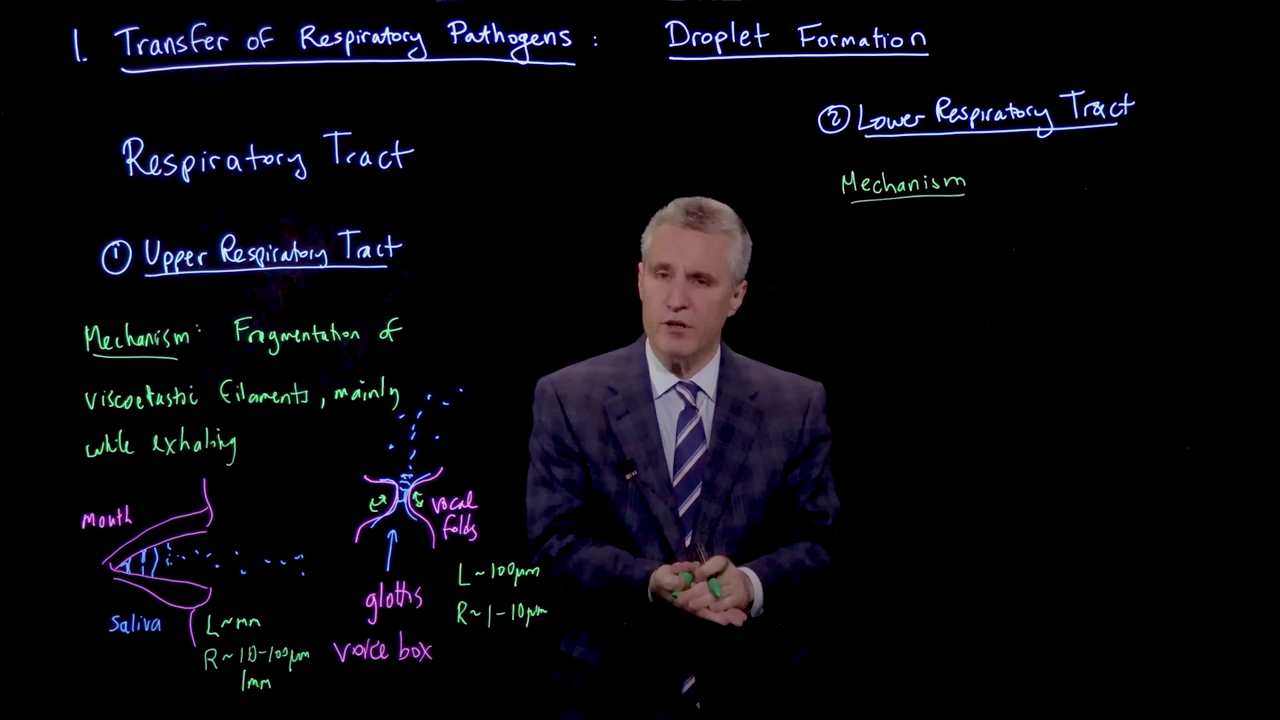 1. Transfer of Respiratory Pathogens : Droplet Formation
Respiratory Tract
① Upper Respiratory Tract
Mechanism: Fragmentation of
viscoelastic filaments, mainly
while exhaling
Mouth
Saliva
L~mm
R~10-100μm
1mm
vocal
folds
glottis
voice box
L~100μm
R~1-10μm
② Lower Respiratory Tract
Mechanism